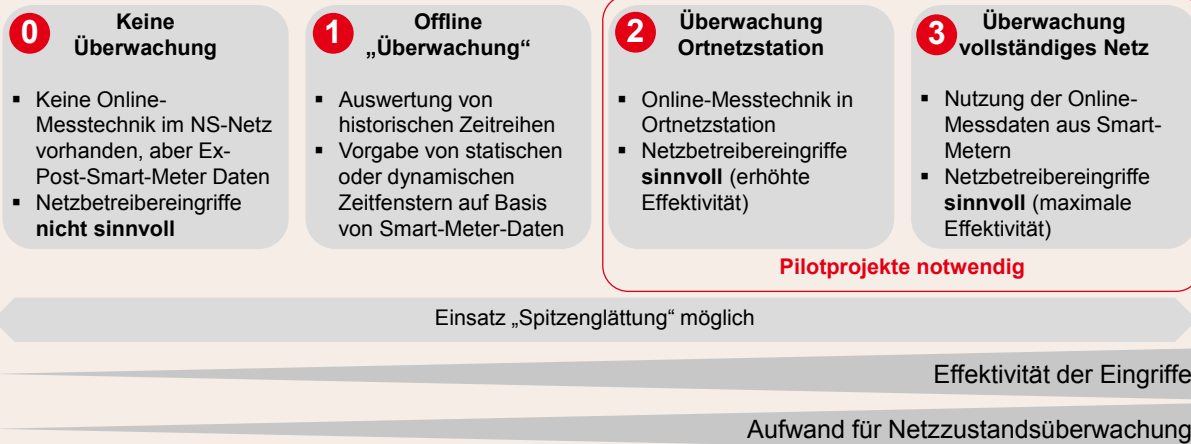 0
Keine
Überwachung
▪ Keine Online-
Messtechnik im NS-Netz
vorhanden, aber Ex-
Post-Smart-Meter Daten
▪ Netzbetreibereingriffe
nicht sinnvoll
1
Offline
„Überwachung“
▪ Auswertung von
historischen Zeitreihen
▪ Vorgabe von statischen
oder dynamischen
Zeitfenstern auf Basis
von Smart-Meter-Daten
2
Überwachung
Ortnetzstation
▪ Online-Messtechnik in
Ortnetzstation
▪ Netzbetreibereingriffe
sinnvoll (erhöhte
Effektivität)
3
Überwachung
vollständiges Netz
▪ Nutzung der Online-
Messdaten aus Smart-
Metern
▪ Netzbetreibereingriffe
sinnvoll (maximale
Effektivität)
Pilotprojekte notwendig
Einsatz „Spitzenglättung“ möglich
Effektivität der Eingriffe
Aufwand für Netzzustandsüberwachung